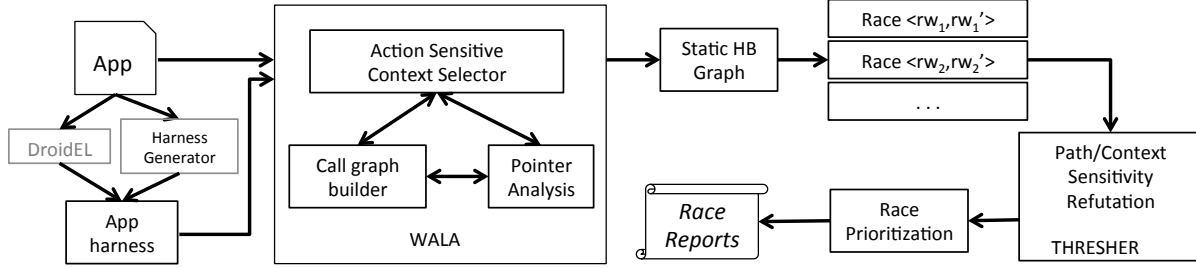 App
DroidEL
Harness
Generator
App
harness
Action Sensitive
Context Selector
Call graph
builder
Pointer
Analysis
WALA
Static HB
Graph
Race <rw₁,rw₁’>
Race <rw₂,rw₂’>
. . .
Path/Context
Sensitivity
Refutation
THRESHER
Race
Prioritization
Race
Reports